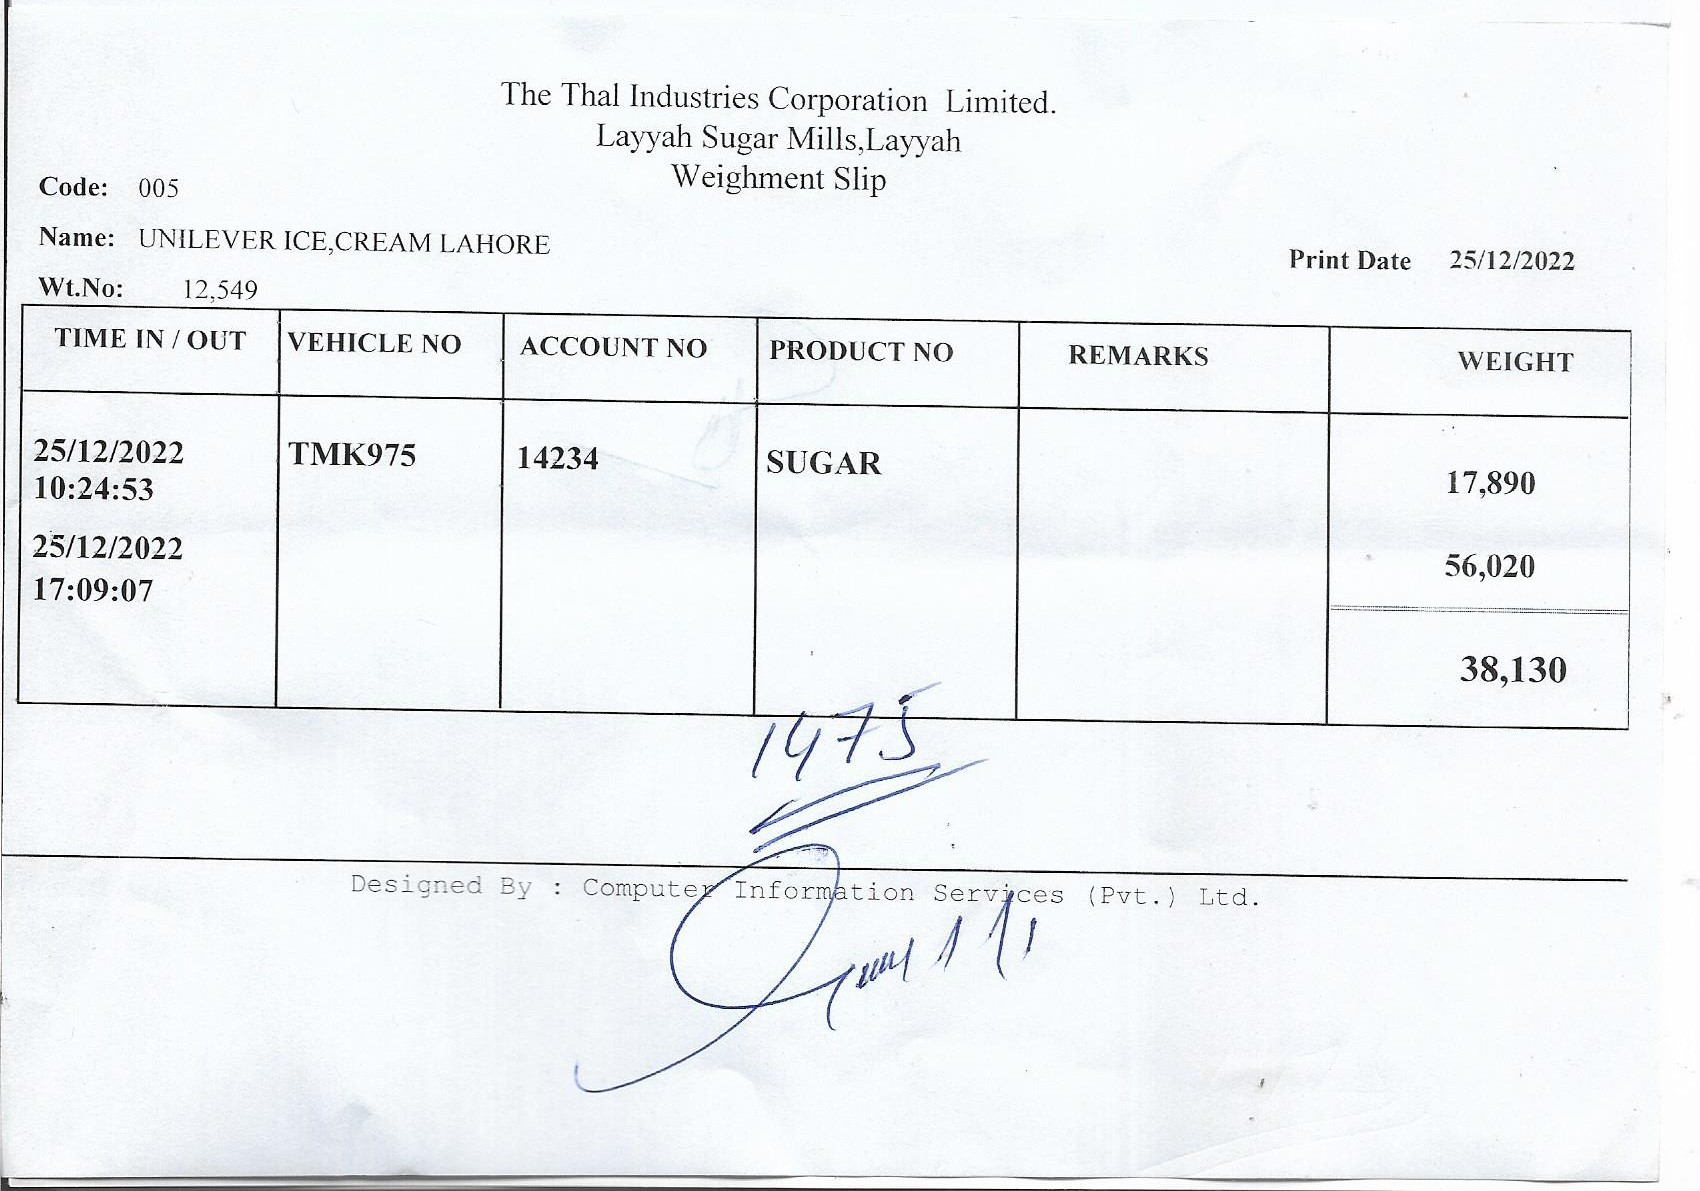 The Thal Industries Corporation Limited.
Layyah Sugar Mills,Layyah
Weighment Slip
Code: 005
Name: UNILEVER ICE,CREAM LAHORE
Print Date 25/12/2022
Wt.No: 12,549
TIME IN / OUT VEHICLE NO ACCOUNT NO PRODUCT NO REMARKS WEIGHT
25/12/2022 TMK975 14234 SUGAR 17,890
10:24:53
25/12/2022 56,020
17:09:07
38,130
1475
Designed By : Computer Information Services (Pvt.) Ltd.